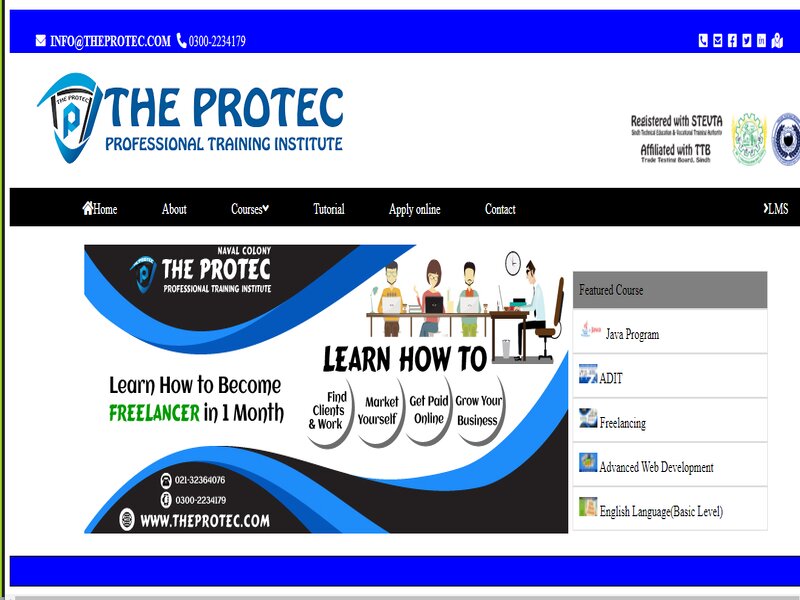 INFO@THEPROTEC.COM 0300-2234179
THE PROTEC
THE PROTEC
PROFESSIONAL TRAINING INSTITUTE
Registered with STEVTA
Sindh Technical Education & Vocational Training Authority
Affiliated with TTB
Trade Testing Board, Sindh
Home About Courses Tutorial Apply online Contact LMS
NAVAL COLONY
THE PROTEC
PROFESSIONAL TRAINING INSTITUTE
Learn How to Become
FREELANCER in 1 Month
LEARN HOW TO
Find
Clients
& Work
Market
Yourself
Get Paid
Online
Grow Your
Business
021-32364076
0300-2234179
WWW.THEPROTEC.COM
Featured Course
Java Program
ADIT
Freelancing
Advanced Web Development
English Language(Basic Level)